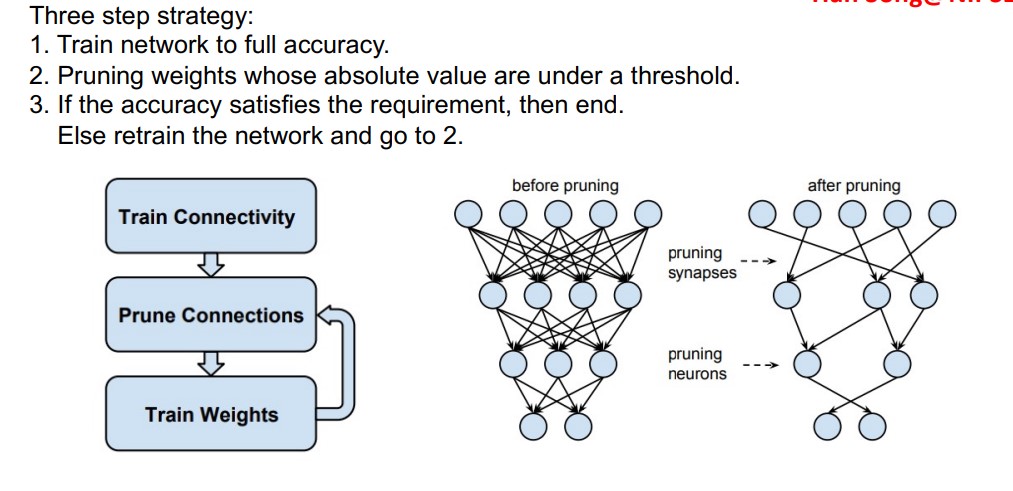 Three step strategy:
1. Train network to full accuracy.
2. Pruning weights whose absolute value are under a threshold.
3. If the accuracy satisfies the requirement, then end.
Else retrain the network and go to 2.
Train Connectivity
Prune Connections
Train Weights
before pruning
after pruning
pruning
synapses
pruning
neurons